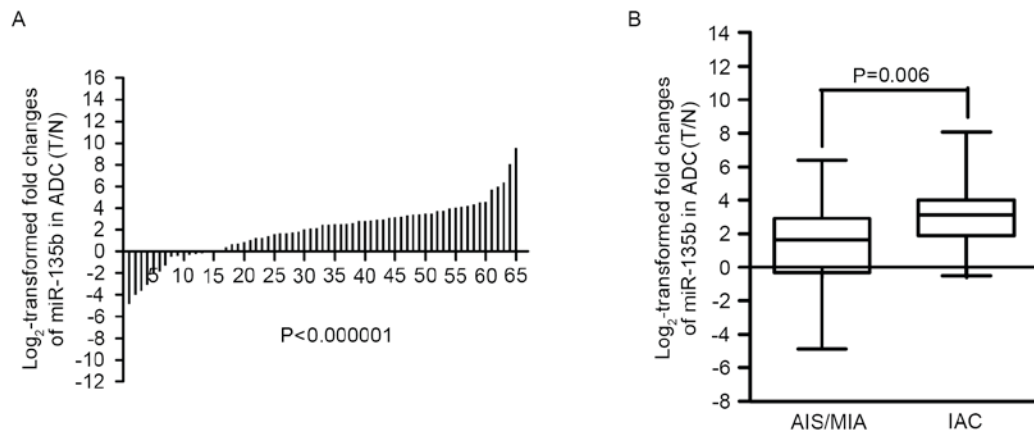 A
Log2-transformed fold changes
of miR-135b in ADC (T/N)
16
14
12
10
8
6
4
2
0
-2
-4
-6
-8
-10
-12
5 10 15 20 25 30 35 40 45 50 55 60 65
P<0.000001
B
Log2-transformed fold changes
of miR-135b in ADC (T/N)
14
12
10
8
6
4
2
0
-2
-4
-6
-8
P=0.006
AIS/MIA IAC